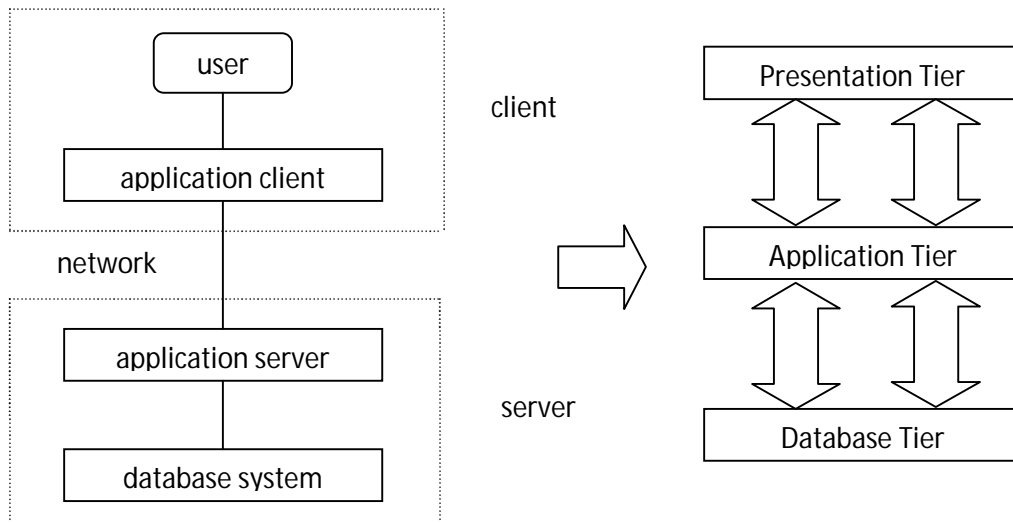 user
client
application client
network
application server
server
database system
Presentation Tier
Application Tier
Database Tier